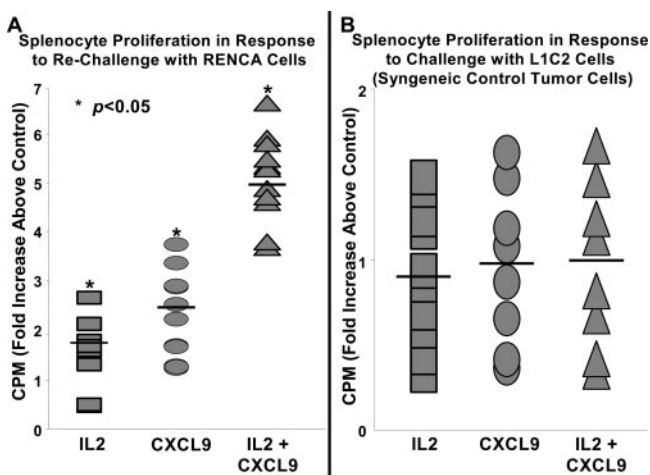 A
Splenocyte Proliferation in Response
to Re-Challenge with RENCA Cells
CPM (Fold Increase Above Control)
7
6
5
4
3
2
1
0
* p<0.05
*
*
*
IL2
CXCL9
IL2 +
CXCL9
B
Splenocyte Proliferation in Response
to Challenge with L1C2 Cells
(Syngeneic Control Tumor Cells)
CPM (Fold Increase Above Control)
2
1
0
IL2
CXCL9
IL2 +
CXCL9